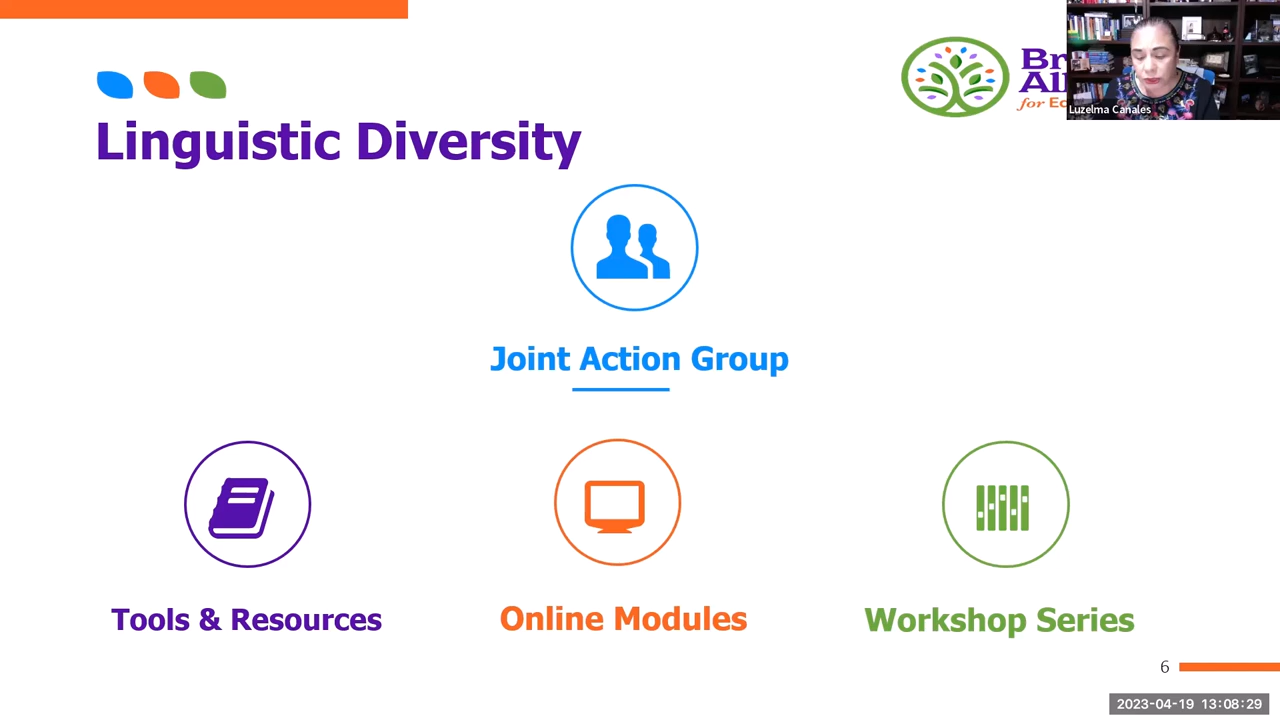 Linguistic Diversity
Luzelma Canales
Joint Action Group
Tools & Resources
Online Modules
Workshop Series
6
2023-04-19 13:08:29